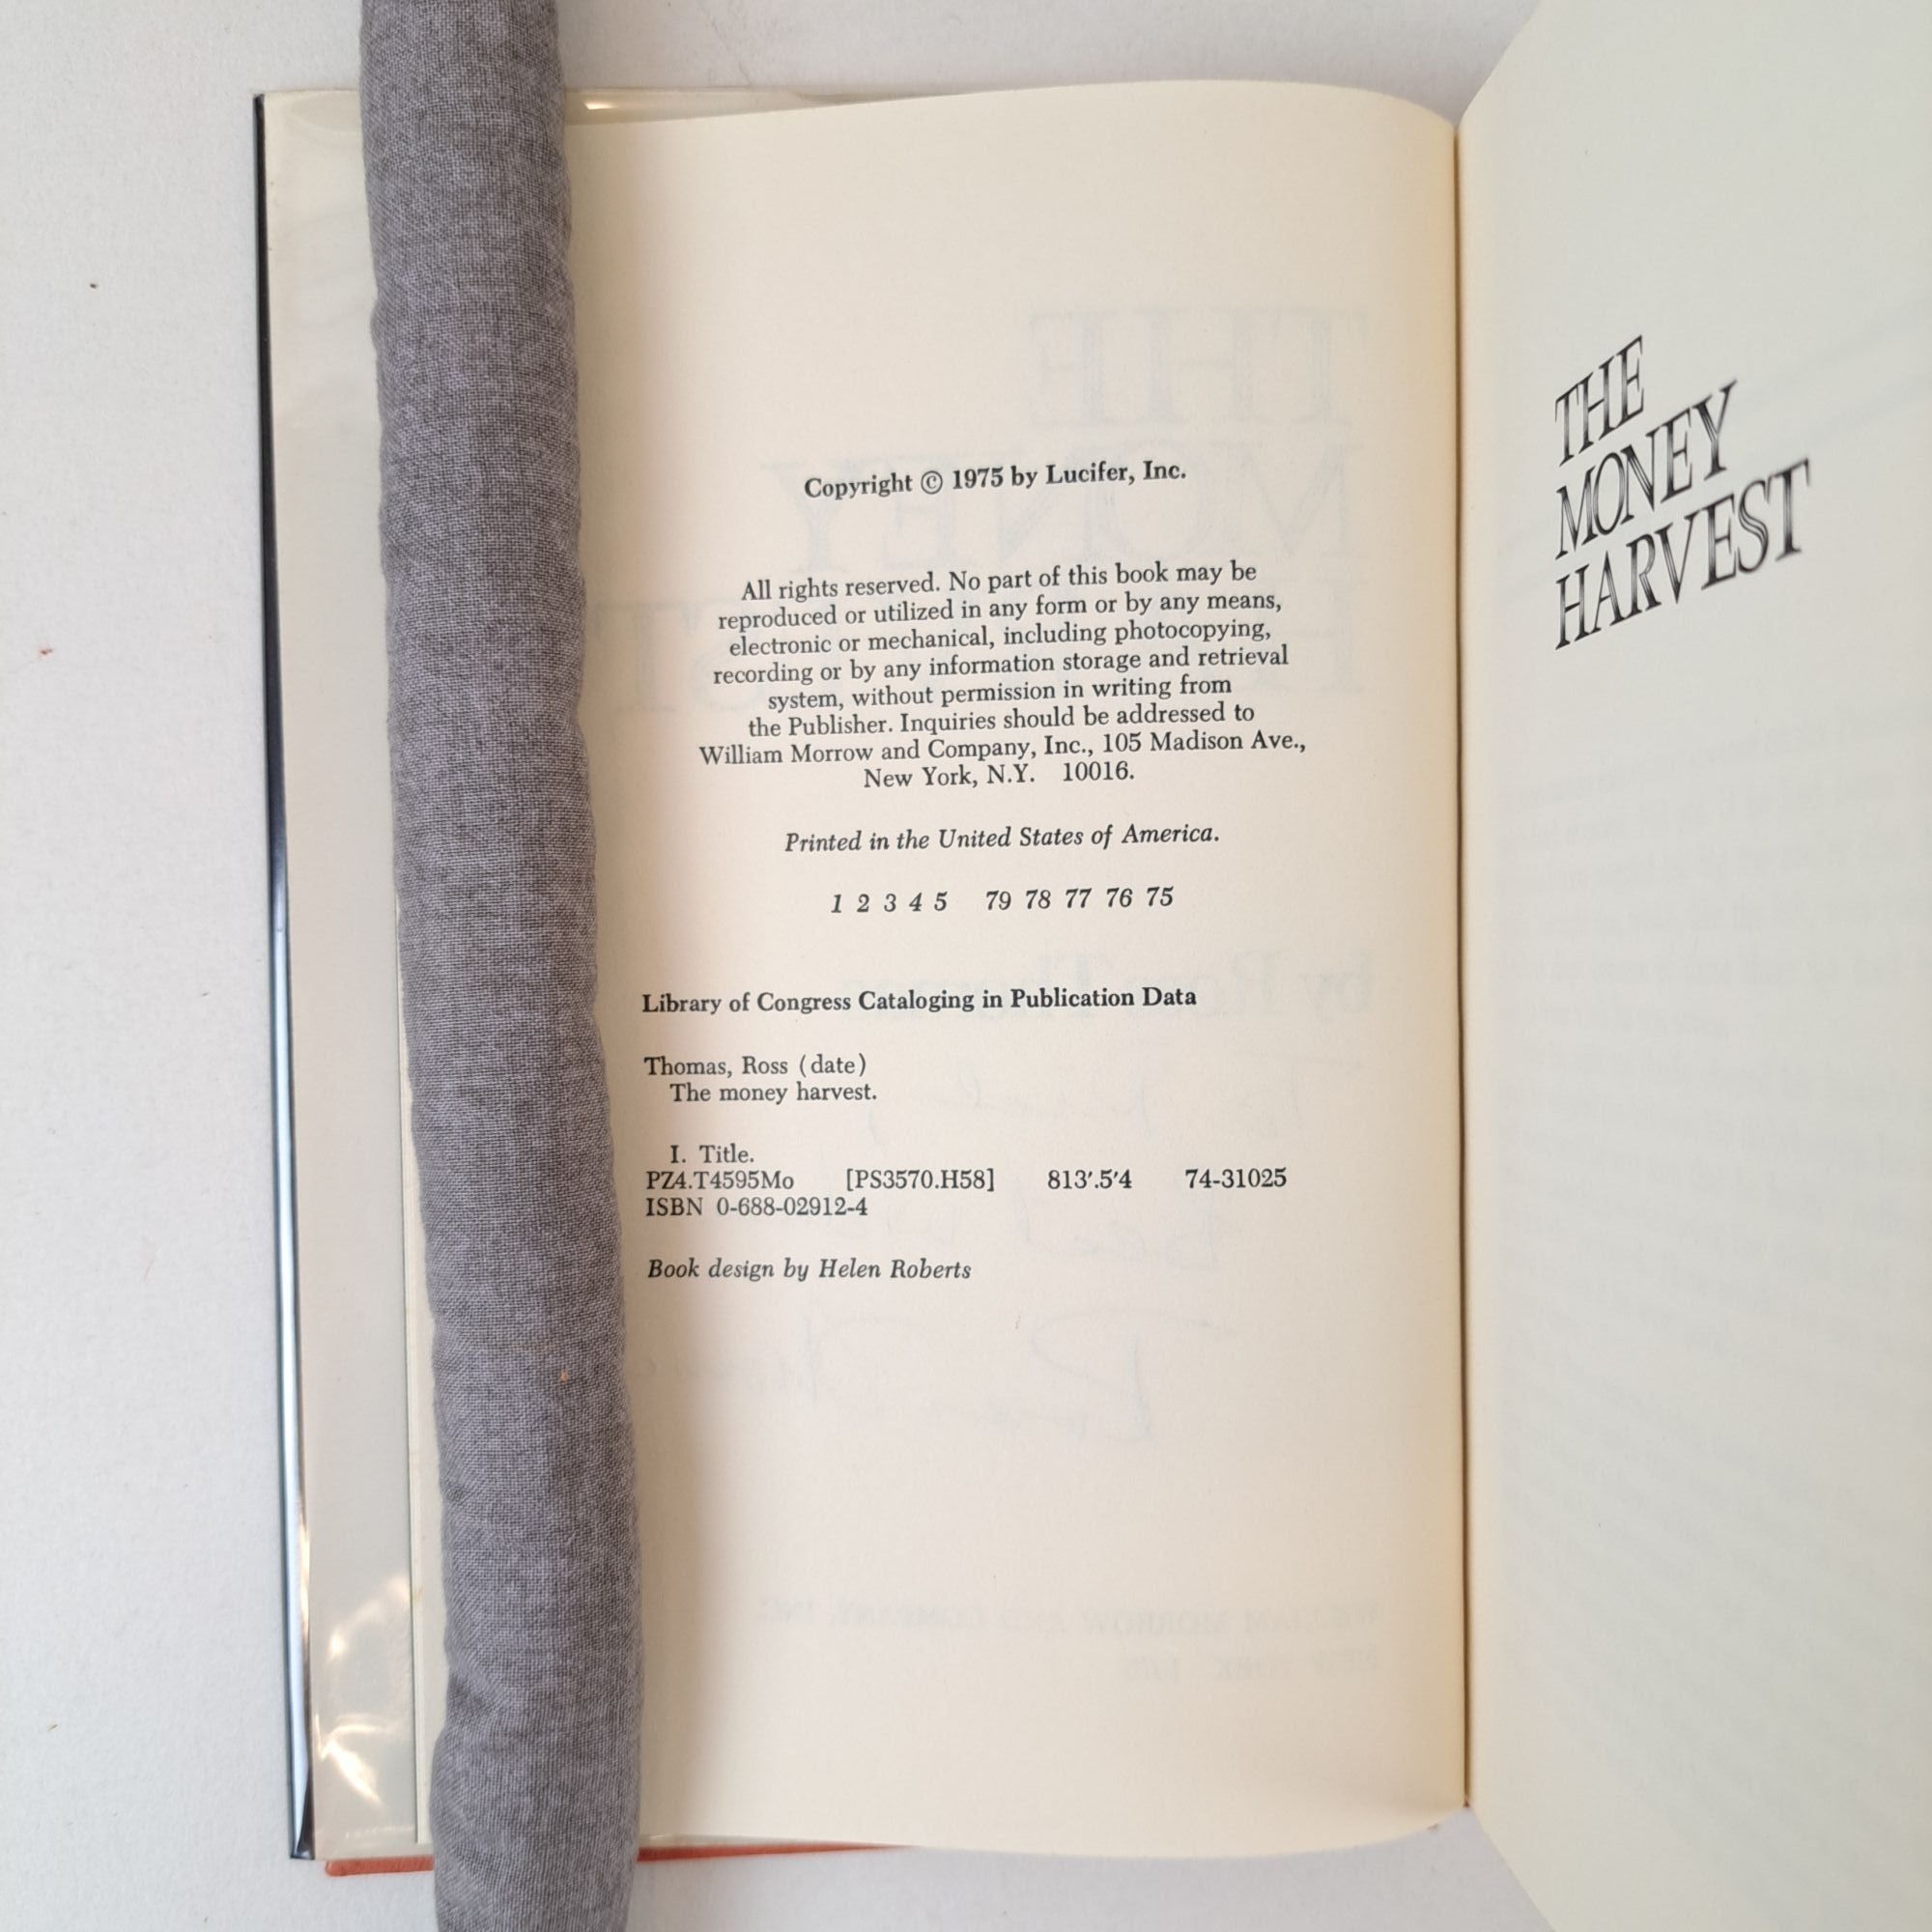 Copyright © 1975 by Lucifer, Inc.
All rights reserved. No part of this book may be
reproduced or utilized in any form or by any means,
electronic or mechanical, including photocopying,
recording or by any information storage and retrieval
system, without permission in writing from
the Publisher. Inquiries should be addressed to
William Morrow and Company, Inc., 105 Madison Ave.,
New York, N.Y. 10016.
Printed in the United States of America.
1 2 3 4 5 79 78 77 76 75
Library of Congress Cataloging in Publication Data
Thomas, Ross (date)
The money harvest.
I. Title.
PZ4.T4595Mo [PS3570.H58] 813'.5'4 74-31025
ISBN 0-688-02912-4
Book design by Helen Roberts
THE
MONEY
HARVEST